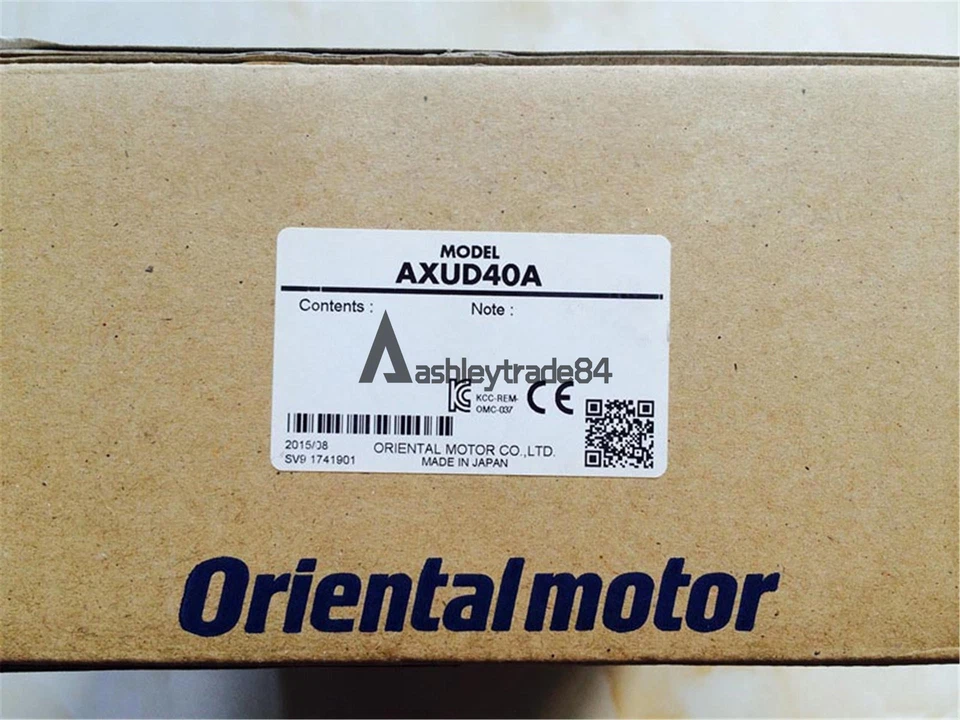 MODEL
AXUD40A
Contents :
Note :
Aashleytrade84
KCC-REM-
OMC-037
CE
2015/08
SV9 1741901
ORIENTAL MOTOR CO.,LTD.
MADE IN JAPAN
Orientalmotor